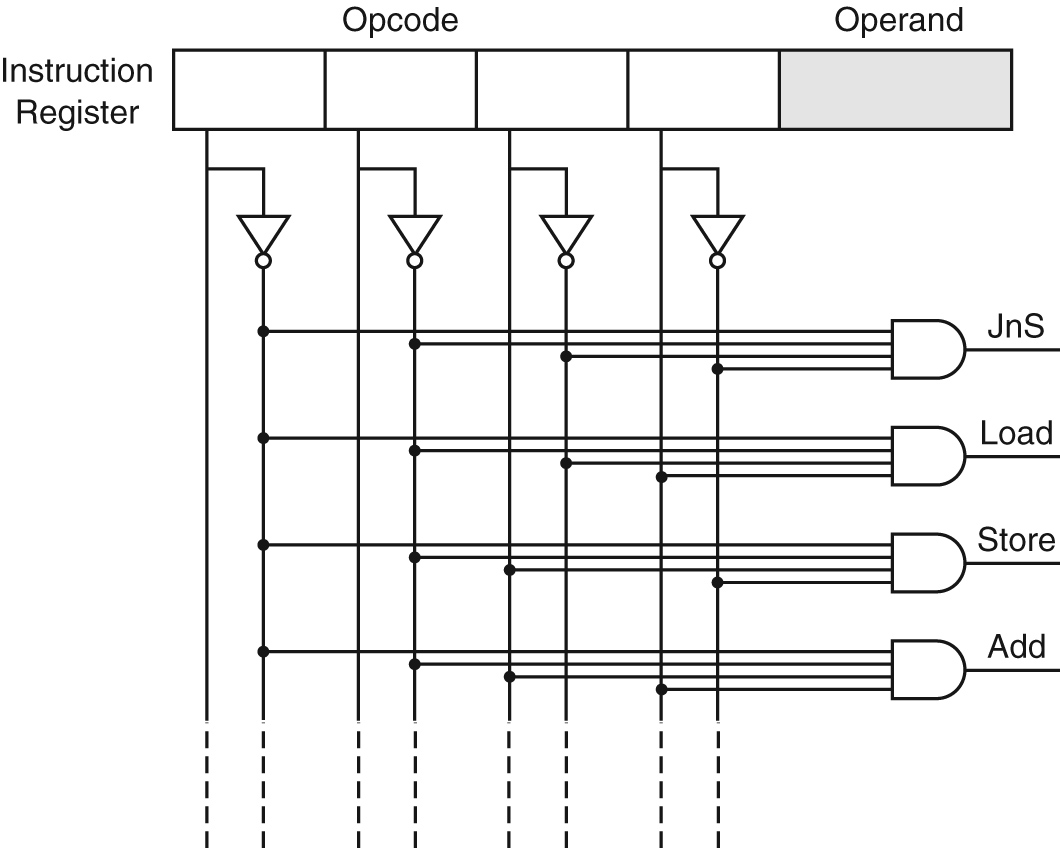 Opcode
Operand
Instruction
Register
JnS
Load
Store
Add